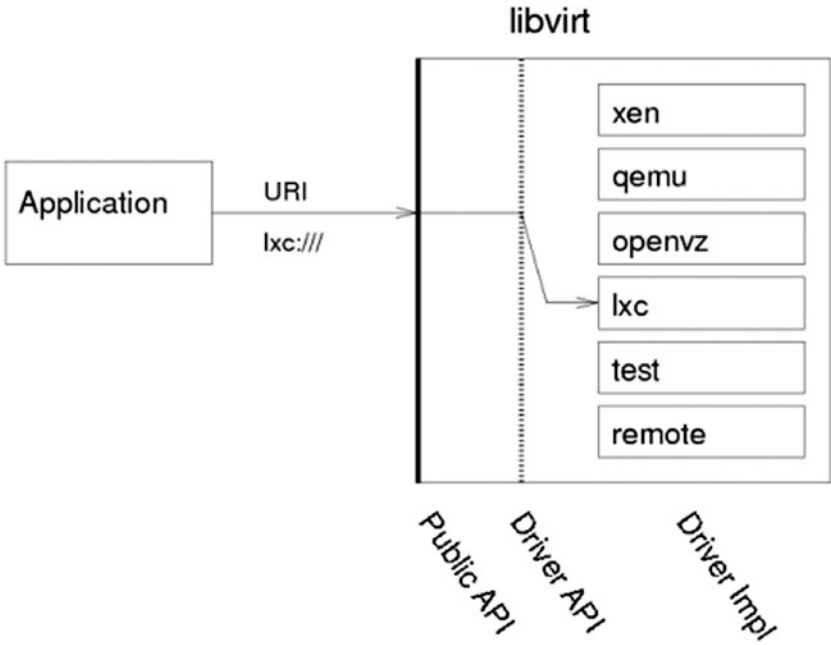 libvirt
xen
qemu
openvz
lxc
test
remote
Application
URI
lxc:///
Public API
Driver API
Driver Impl